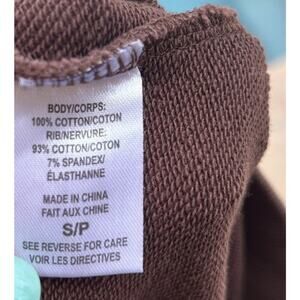 BODY/CORPS:
100% COTTON/COTON
RIB/NERVURE:
93% COTTON/COTON
7% SPANDEX/
ÉLASTHANNE
MADE IN CHINA
FAIT AUX CHINE
S/P
SEE REVERSE FOR CARE
VOI LES DIRECTIVES